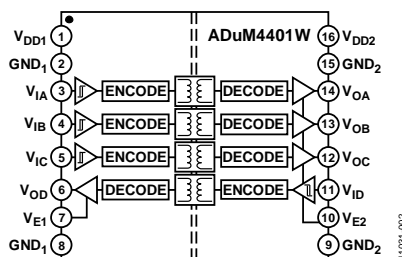 ADuM4401W
VDD1 1
16 VDD2
GND1 2
15 GND2
VIA 3 ENCODE DECODE 14 VOA
VIB 4 ENCODE DECODE 13 VOB
VIC 5 ENCODE DECODE 12 VOC
VOD 6 DECODE ENCODE 11 VID
VE1 7
10 VE2
GND1 8
9 GND2